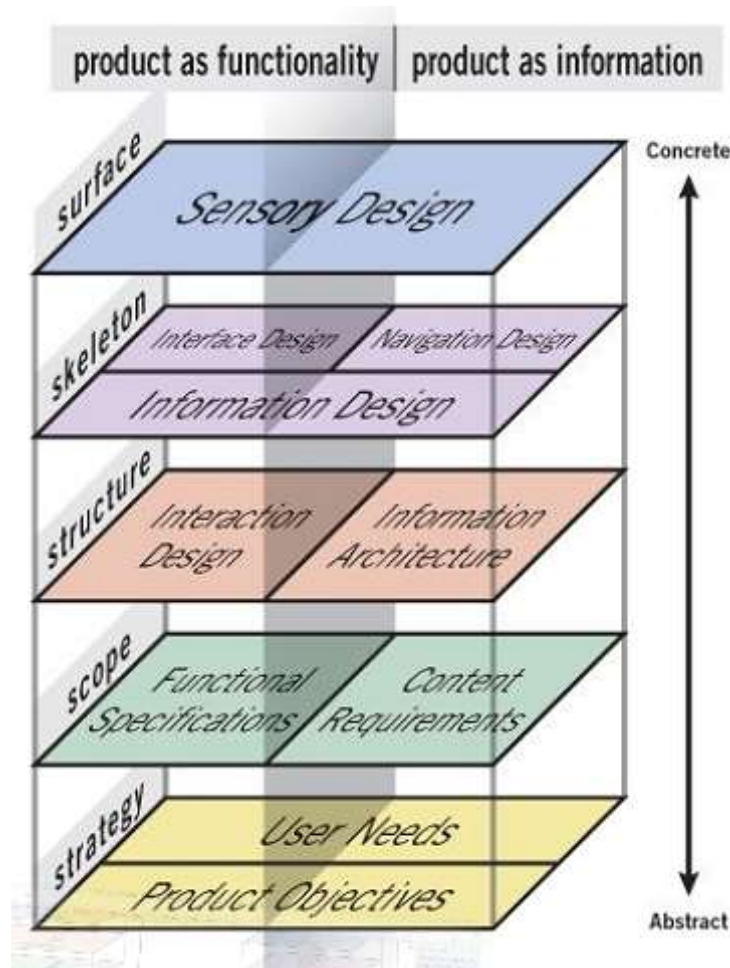 product as functionality
product as information
surface
Concrete
Sensory Design
skeleton
Interface Design
Navigation Design
Information Design
structure
Interaction
Design
Information
Architecture
scope
Functional
Specifications
Content
Requirements
strategy
User Needs
Product Objectives
Abstract